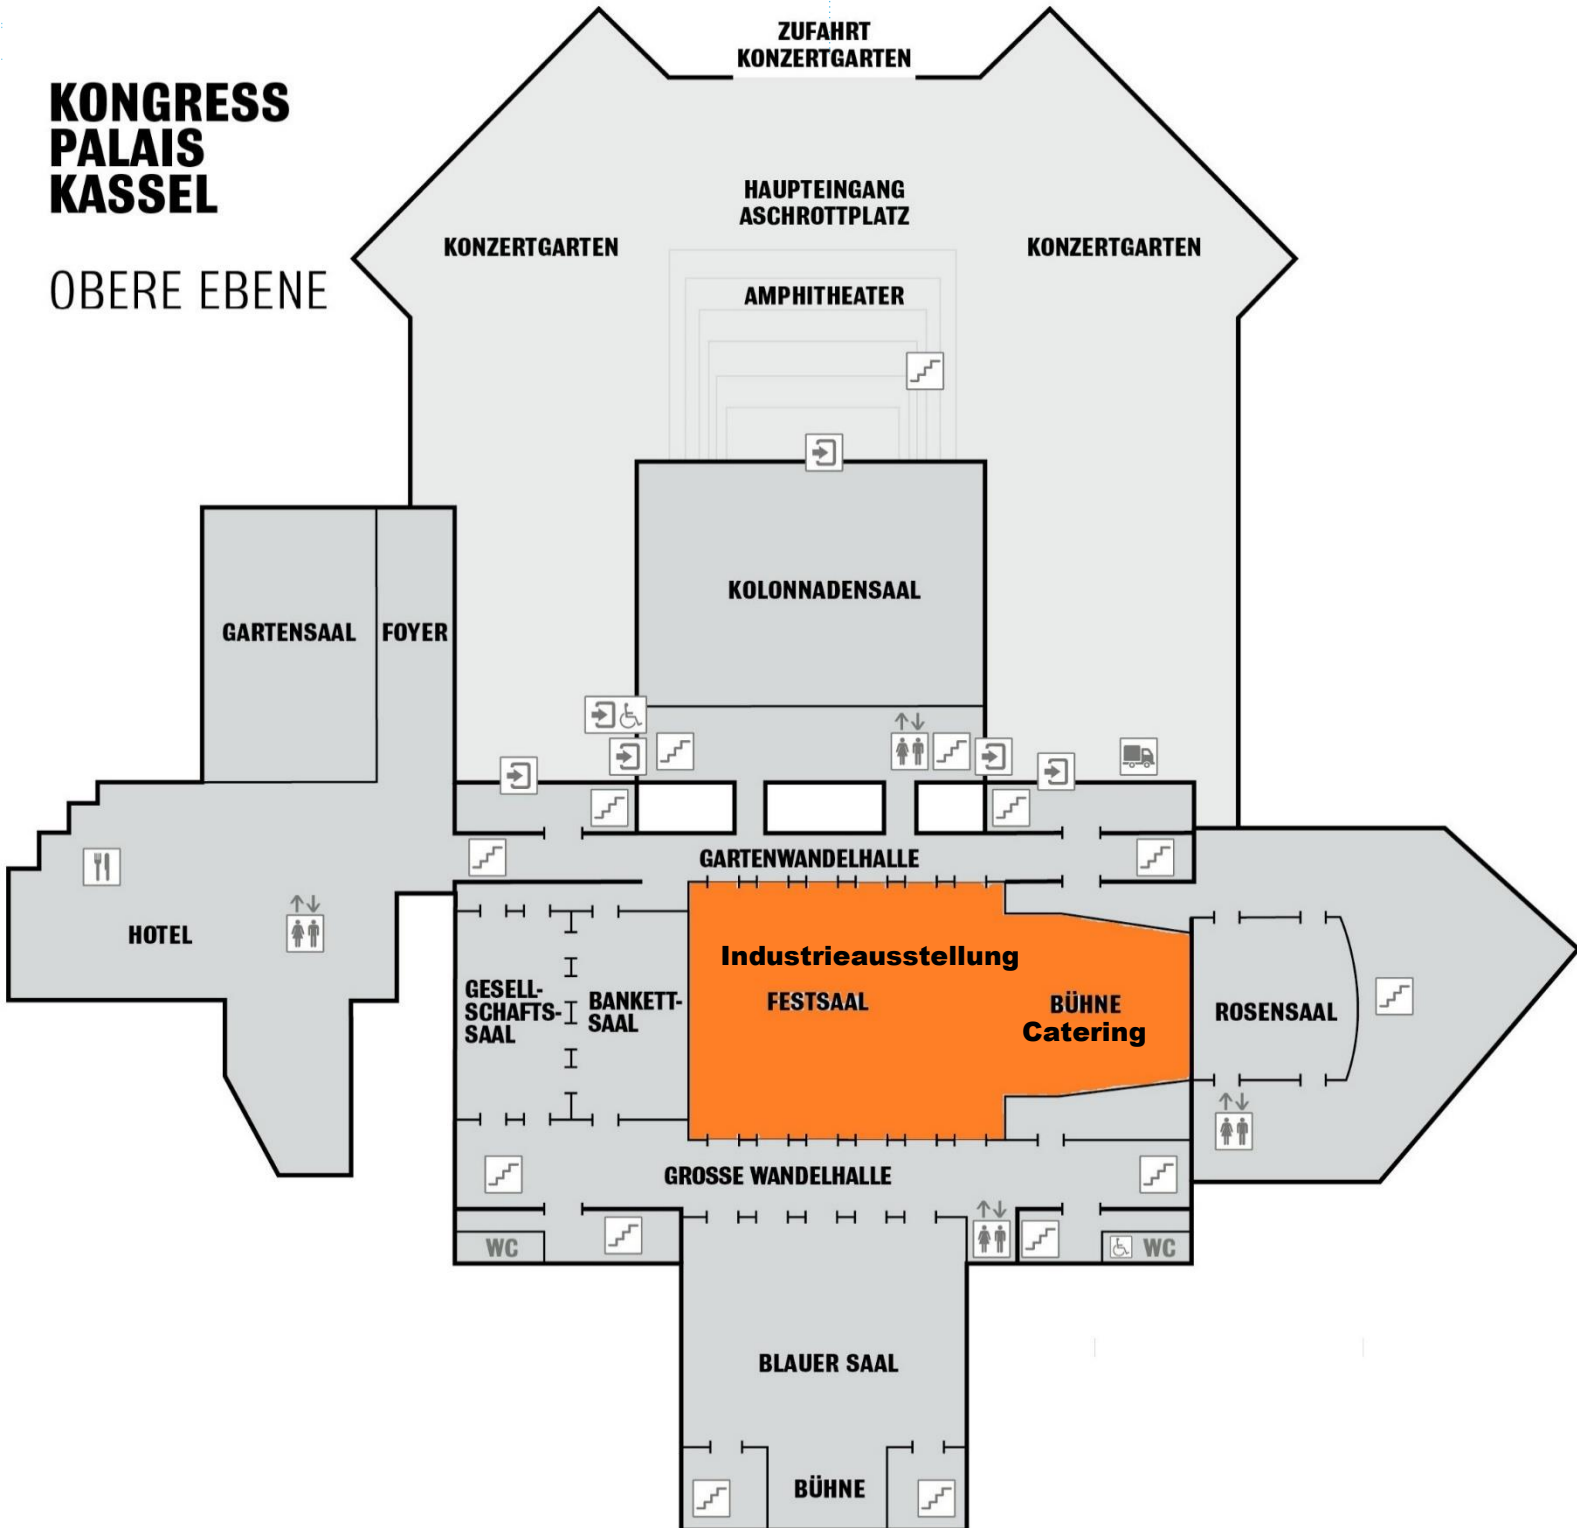 ZUFAHRT
KONZERTGARTEN
KONGRESS
PALAIS
KASSEL
OBERE EBENE
HAUPTEINGANG
ASCHROTTPLATZ
KONZERTGARTEN
KONZERTGARTEN
AMPHITHEATER
KOLONNADENSAAL
GARTENSAAL
FOYER
GARTENWANDELHALLE
HOTEL
Industrieausstellung
GESELL-
SCHAFTS-
SAAL
BANKETT-
SAAL
FESTSAAL
BÜHNE
Catering
ROSENSAAL
GROSSE WANDELHALLE
WC
WC
BLAUER SAAL
BÜHNE